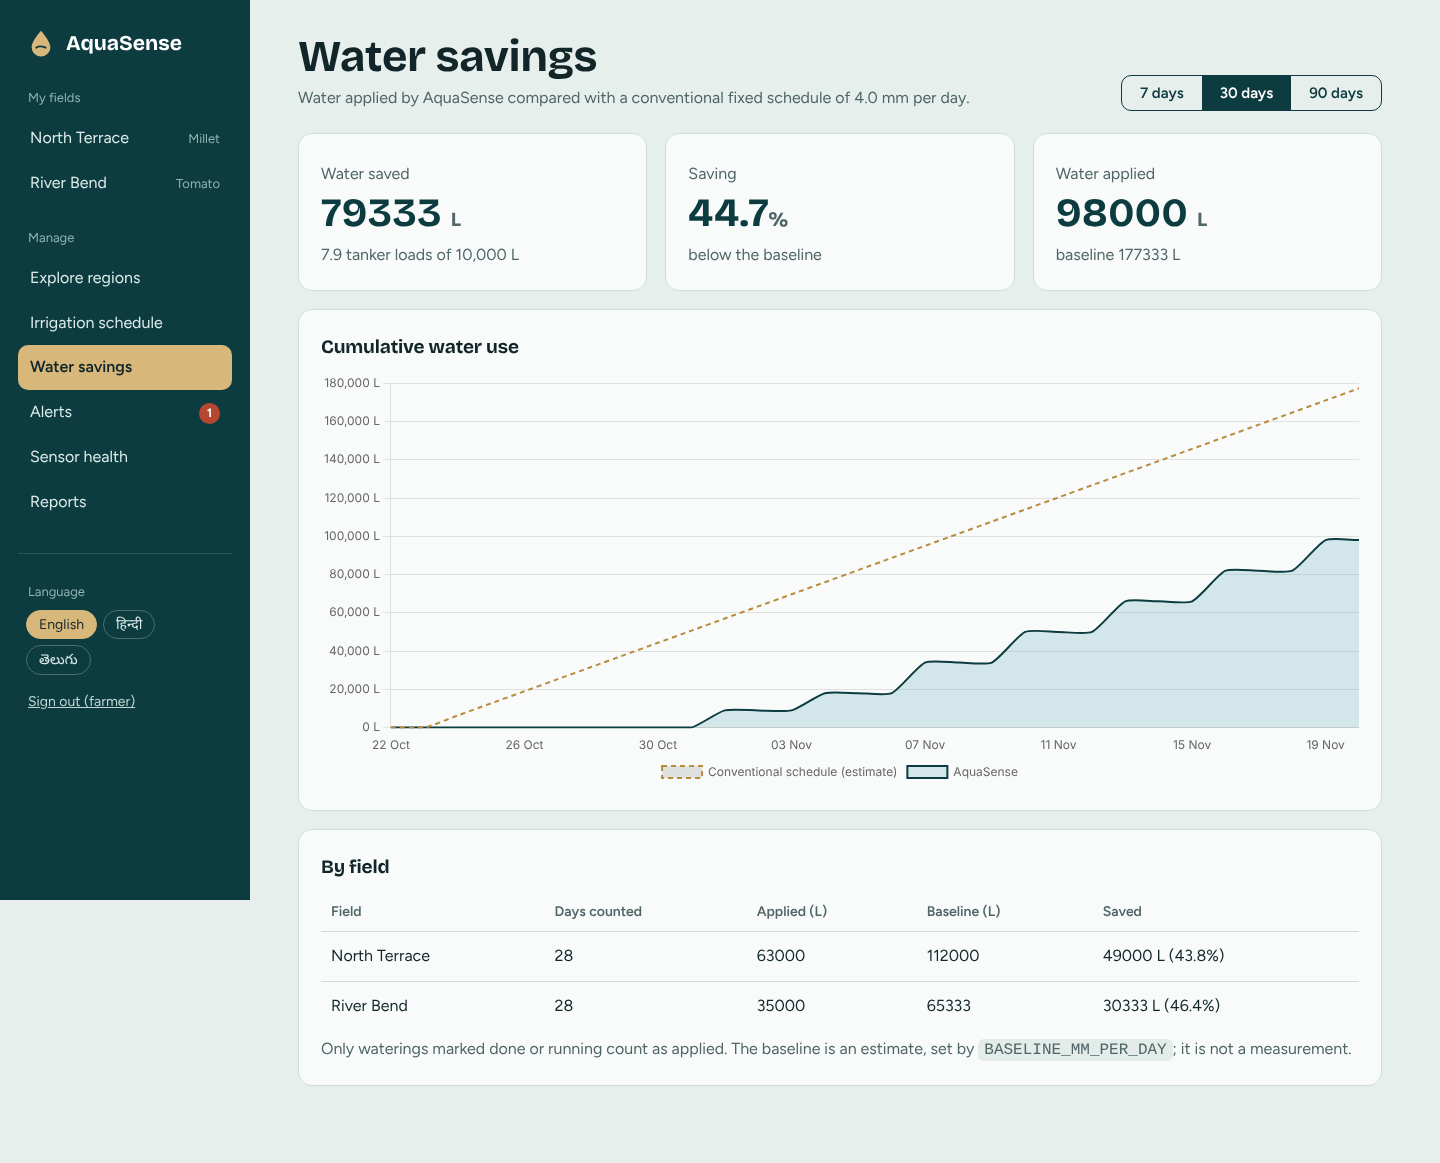 AquaSense
My fields
North Terrace Millet
River Bend Tomato
Manage
Explore regions
Irrigation schedule
Water savings
Alerts 1
Sensor health
Reports
Language
English हिन्दी
తెలుగు
Sign out (farmer)
Water savings
Water applied by AquaSense compared with a conventional fixed schedule of 4.0 mm per day.
7 days 30 days 90 days
Water saved
79333 L
7.9 tanker loads of 10,000 L
Saving
44.7%
below the baseline
Water applied
98000 L
baseline 177333 L
Cumulative water use
180,000 L
160,000 L
140,000 L
120,000 L
100,000 L
80,000 L
60,000 L
40,000 L
20,000 L
0 L
22 Oct 26 Oct 30 Oct 03 Nov 07 Nov 11 Nov 15 Nov 19 Nov
Conventional schedule (estimate) AquaSense
By field
Field Days counted Applied (L) Baseline (L) Saved
North Terrace 28 63000 112000 49000 L (43.8%)
River Bend 28 35000 65333 30333 L (46.4%)
Only waterings marked done or running count as applied. The baseline is an estimate, set by BASELINE_MM_PER_DAY; it is not a measurement.